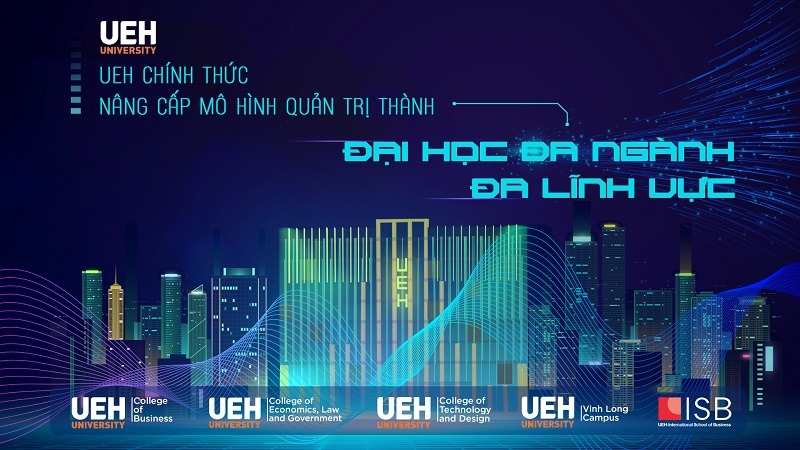 UEH
UNIVERSITY
UEH CHÍNH THỨC
NÂNG CẤP MÔ HÌNH QUẢN TRỊ THÀNH
ĐẠI HỌC ĐA NGÀNH
ĐA LĨNH VỰC
UEH
UEH
UNIVERSITY
College
of
Business
UEH
UNIVERSITY
College of
Economics, Law
and Government
UEH
UNIVERSITY
College of
Technology
and Design
UEH
UNIVERSITY
Vinh Long
Campus
ISB
UEH-International School of Business